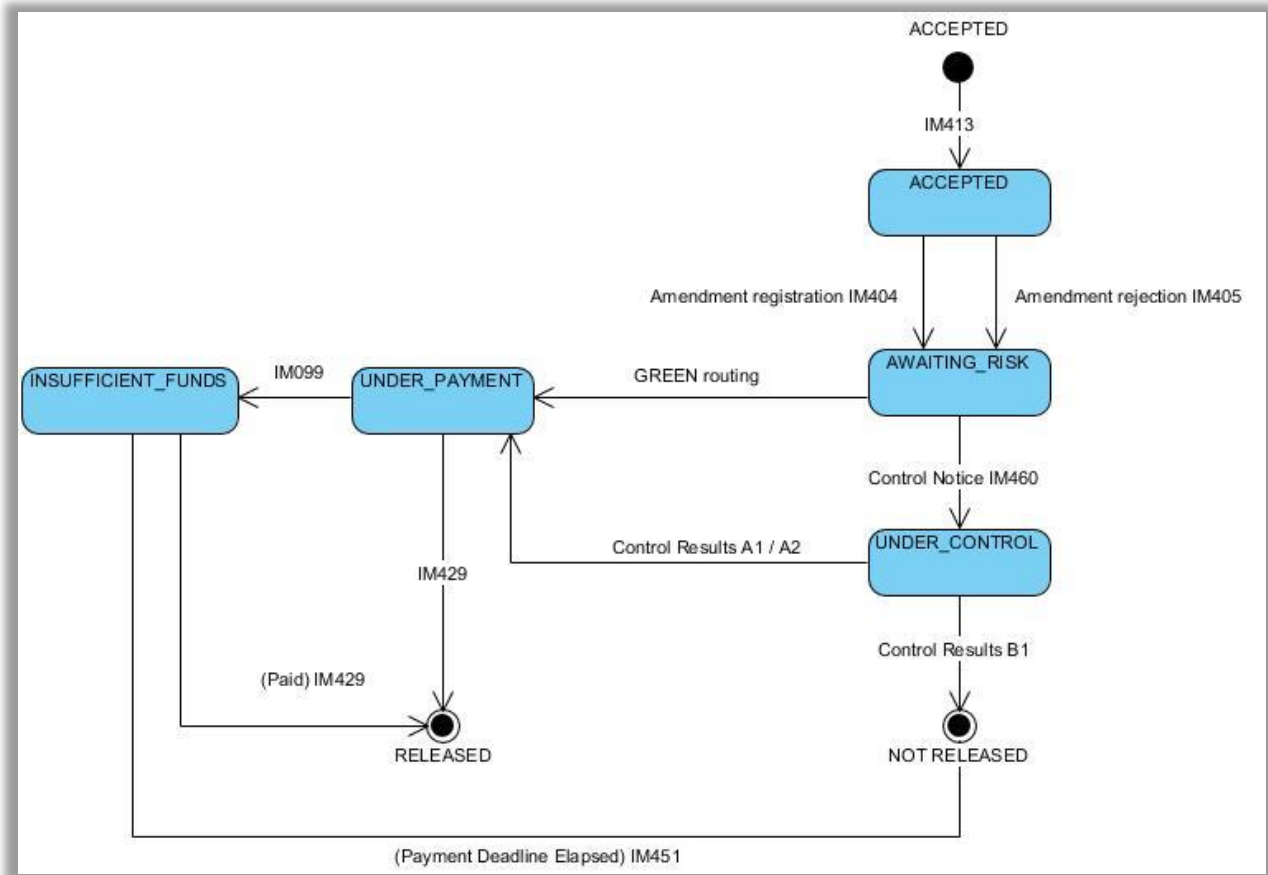 ACCEPTED
IM413
ACCEPTED
Amendment registration IM404
Amendment rejection IM405
INSUFFICIENT_FUNDS
IM099
UNDER_PAYMENT
GREEN routing
AWAITING_RISK
Control Notice IM460
UNDER_CONTROL
Control Results A1 / A2
IM429
Control Results B1
(Paid) IM429
RELEASED
NOT RELEASED
(Payment Deadline Elapsed) IM451